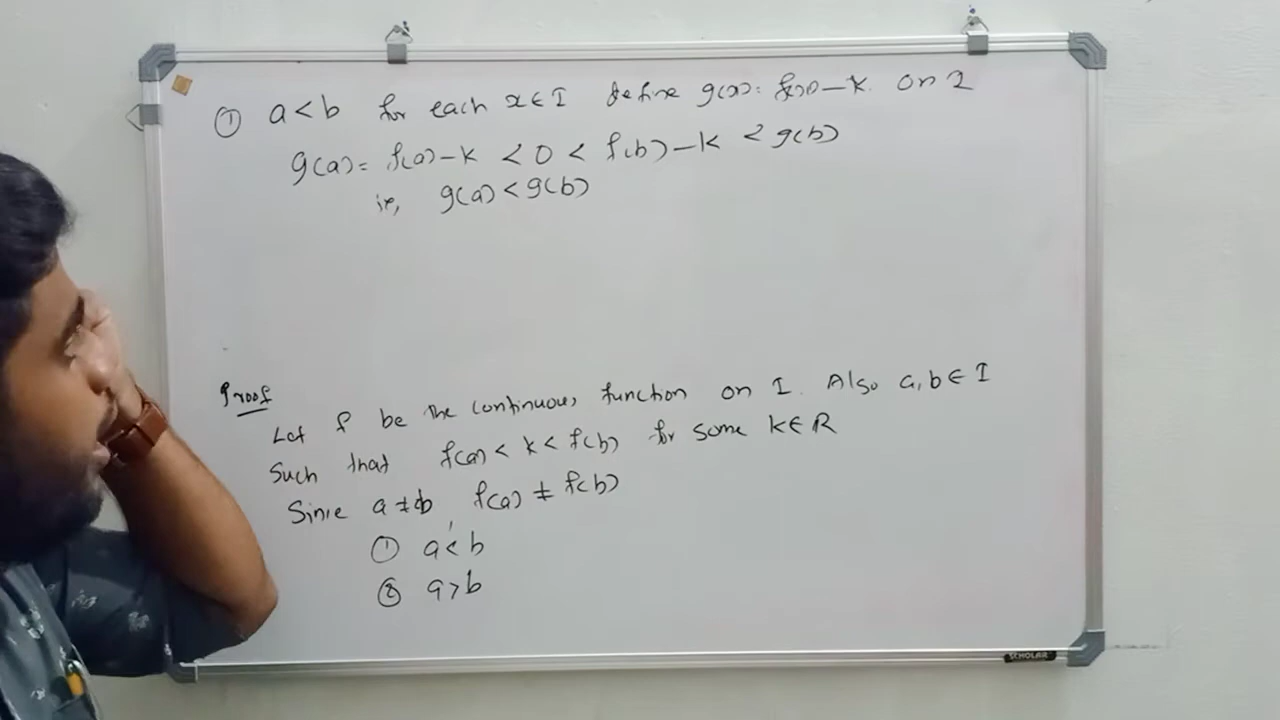 ① a < b for each x ∈ I define g(x) = f(x) - k. on I
g(a) = f(a) - k < 0 < f(b) - k < g(b)
ie, g(a) < g(b)
Proof
Let f be the continuous function on I. Also a, b ∈ I
Such that f(a) < k < f(b) for some k ∈ R
Since a ≠ b, f(a) ≠ f(b)
① a < b
② a > b
SCHOLAR